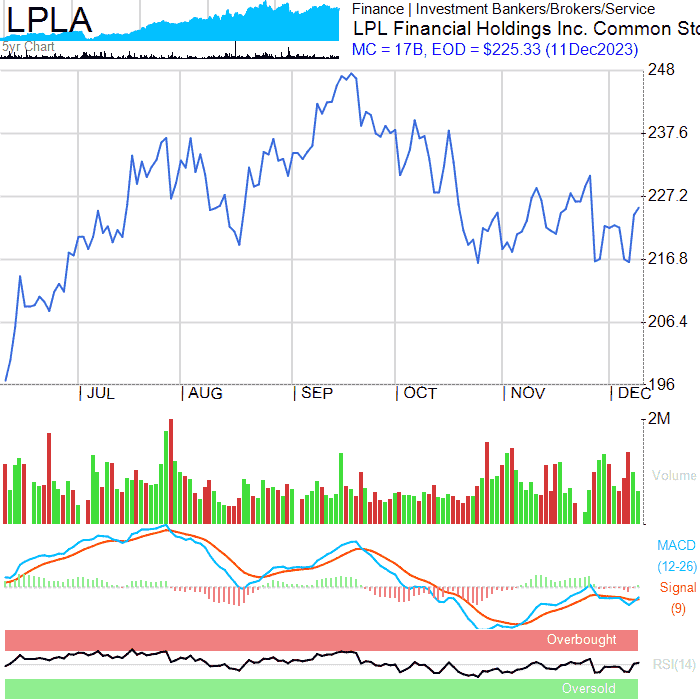 LPLA
5yr Chart
Finance | Investment Bankers/Brokers/Service
LPL Financial Holdings Inc. Common Sto
MC = 17B, EOD = $225.33 (11Dec2023)
248
237.6
227.2
216.8
206.4
196
JUL AUG SEP OCT NOV DEC
2M
Volume
MACD
(12-26)
Signal
(9)
Overbought
RSI(14)
Oversold